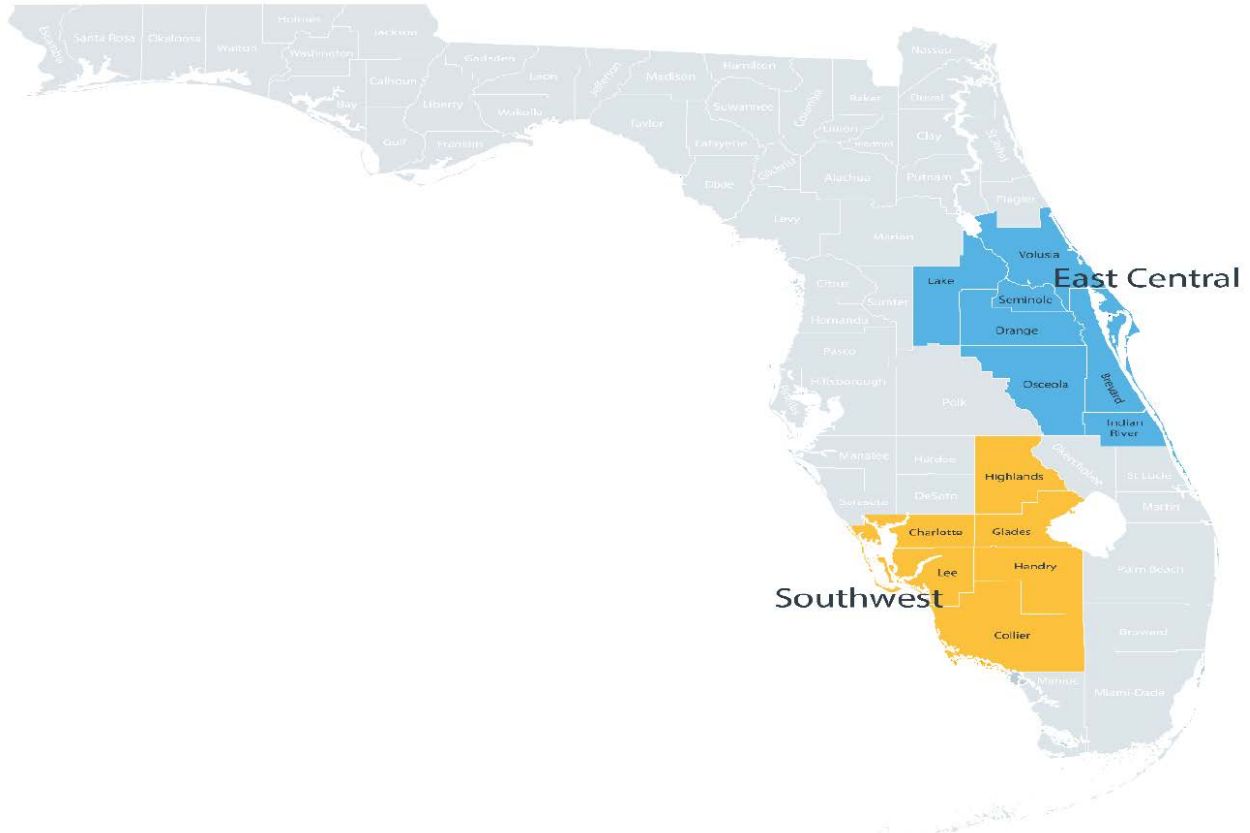 Holmes
Jackson
Escambia
Santa Rosa
Okaloosa
Walton
Washington
Nassau
Gadsden
Leon
Jefferson
Madison
Hamilton
Calhoun
Liberty
Bay
Wakulla
Suwannee
Columbia
Baker
Duval
Taylor
Union
Clay
St Johns
Gulf
Franklin
Lafayette
Gilchrist
Alachua
Putnam
Dixie
Flagler
Levy
Marion
Volusia
East Central
Lake
Citrus
Sumter
Seminole
Hernando
Orange
Pasco
Hillsborough
Osceola
Brevard
Polk
Indian
River
Manatee
Hardee
Okeechobee
Highlands
St Lucie
Sarasota
DeSoto
Martin
Charlotte
Glades
Lee
Handry
Palm Beach
Southwest
Collier
Broward
Miami-Dade